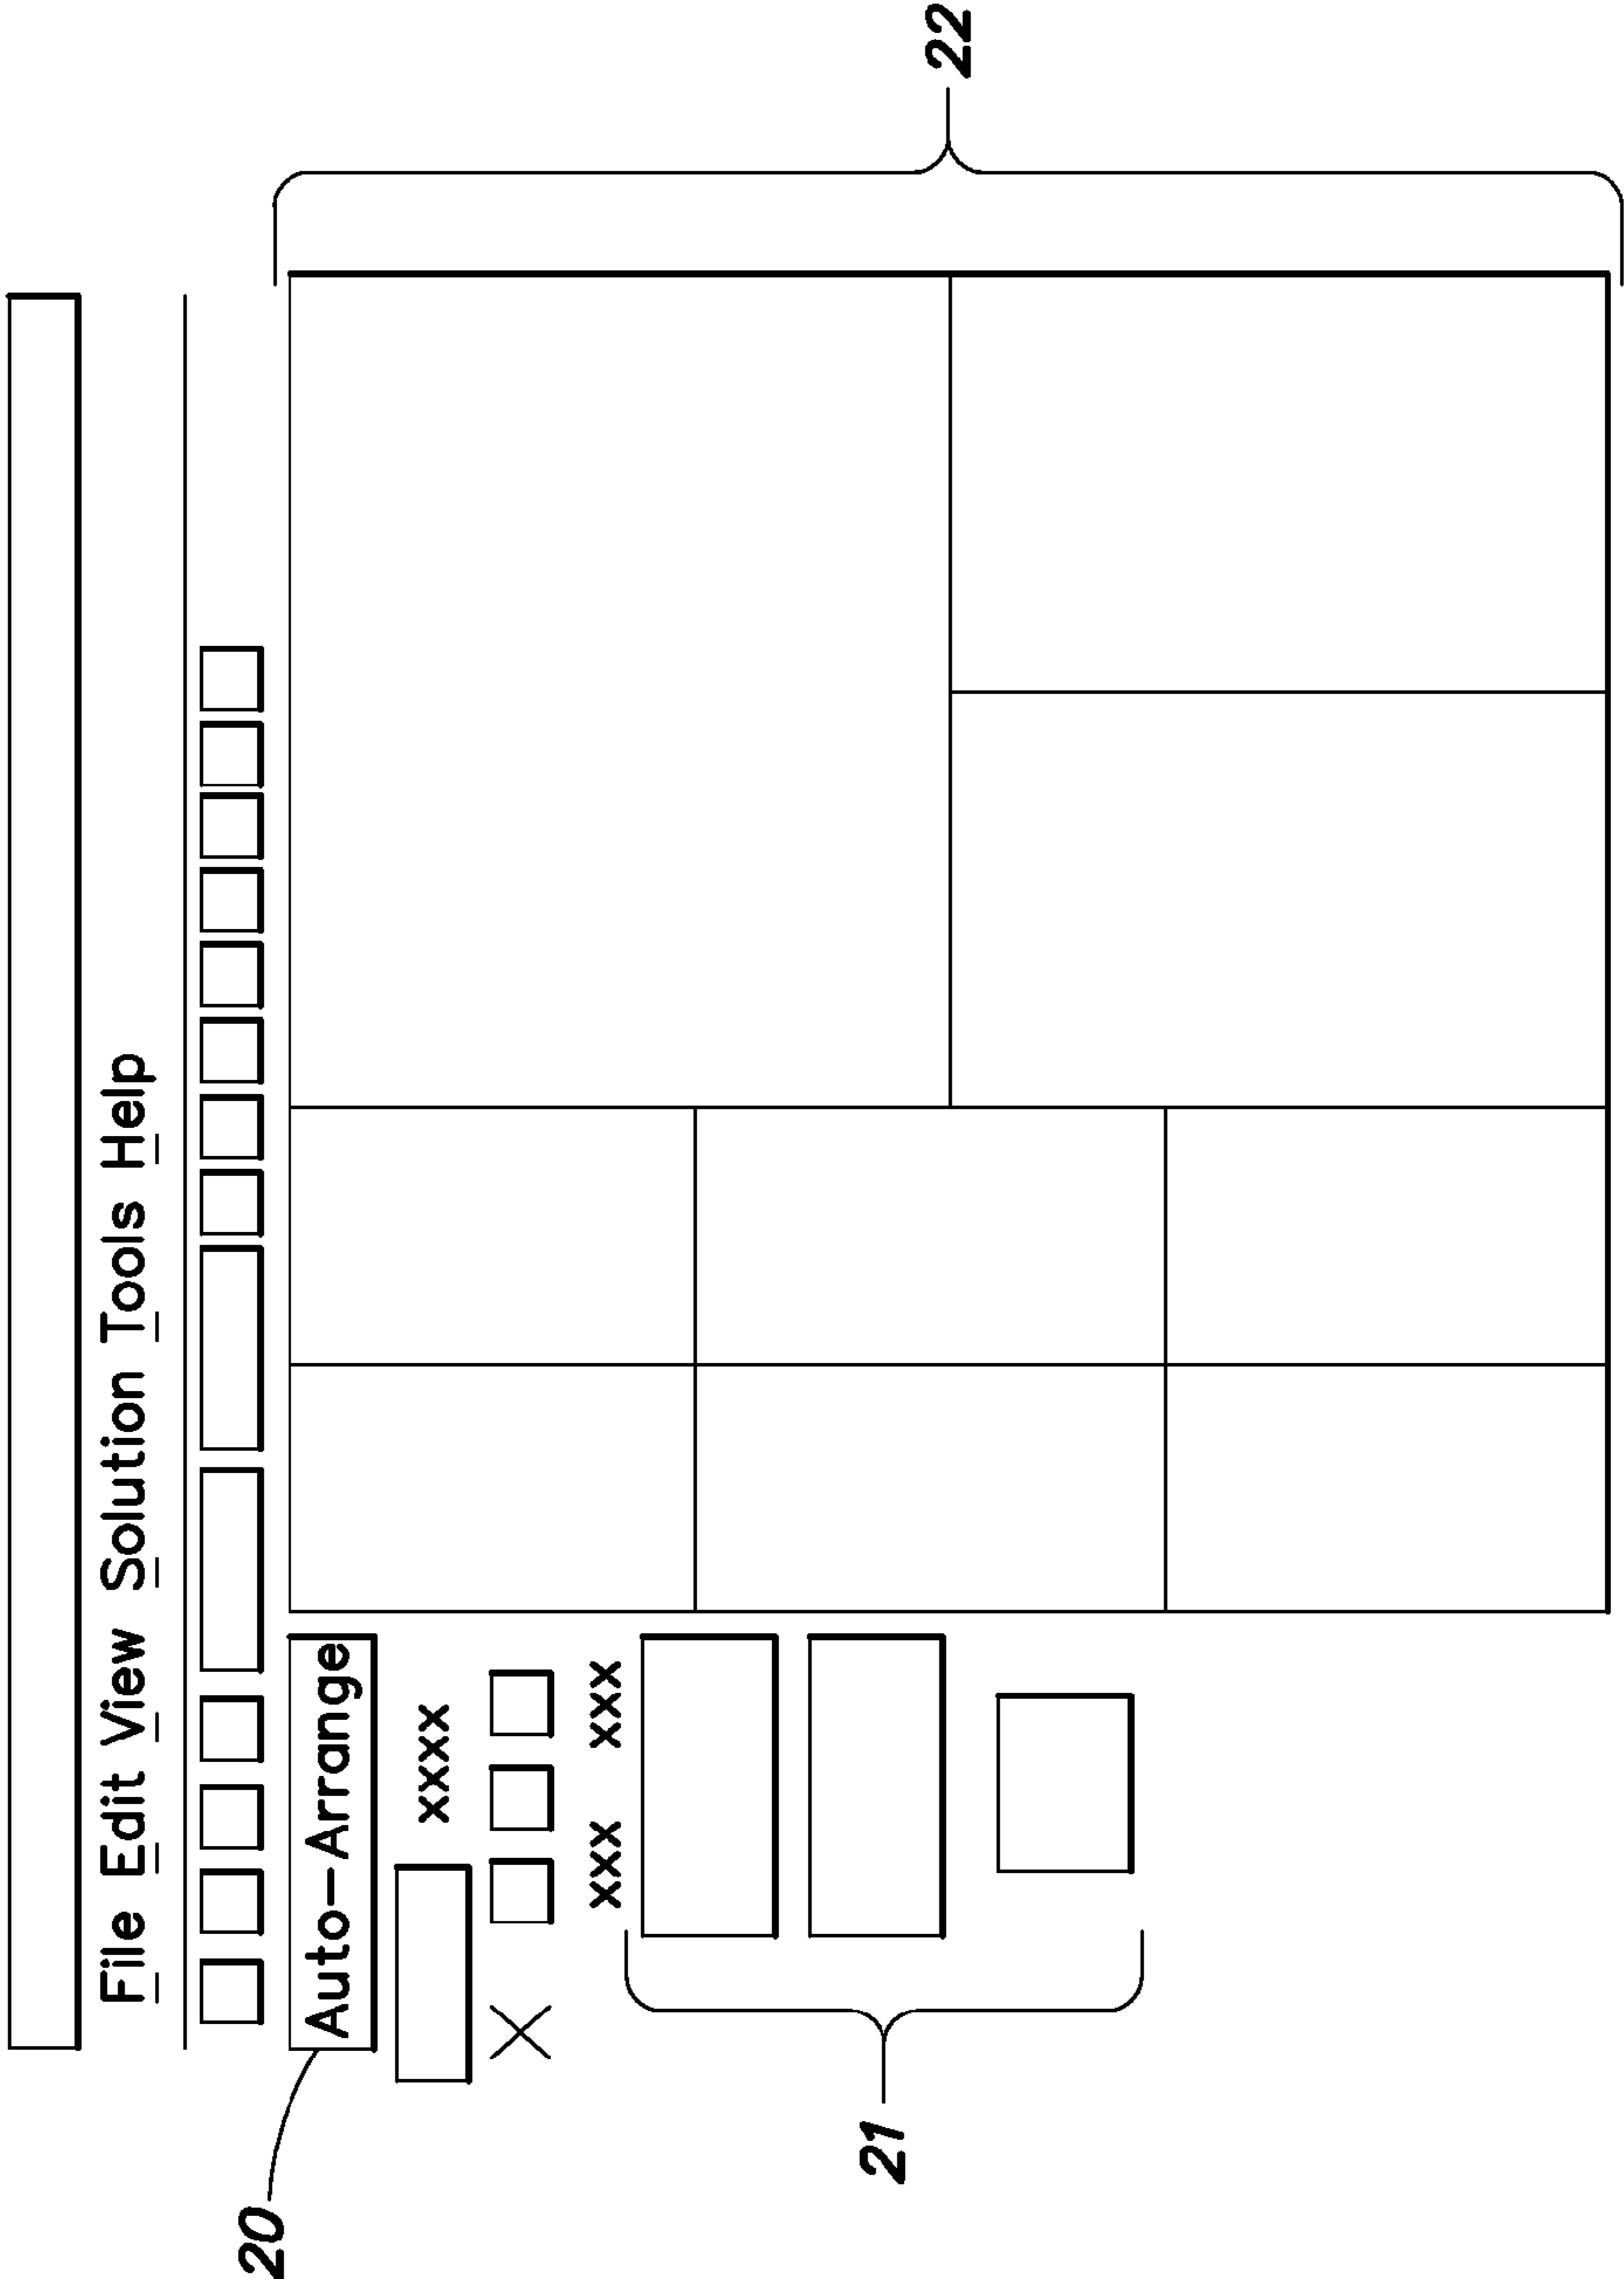 File Edit View Solution Tools Help
Auto-Arrange
xxxx
xxx xxx
20
21
22